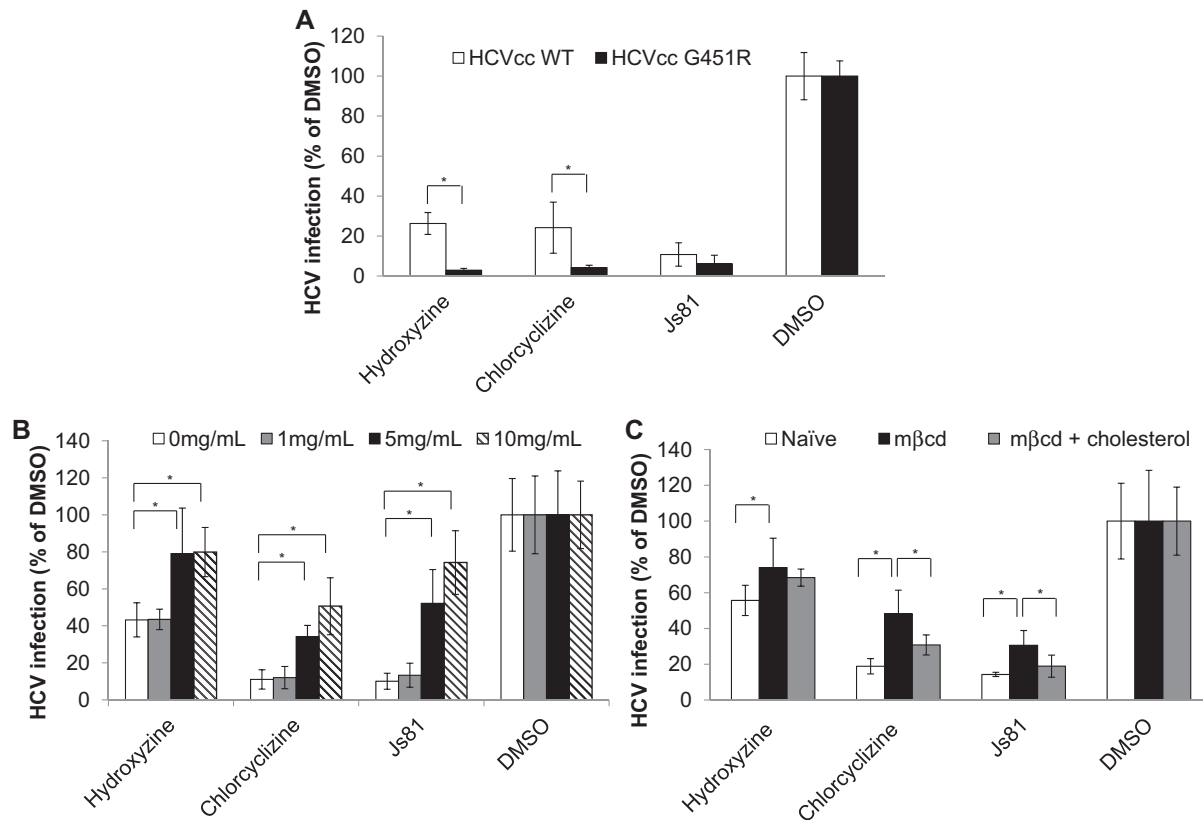 A
HCVcc WT HCVcc G451R
HCV infection (% of DMSO)
120
100
80
60
40
20
0
* *
Hydroxyzine Chlorcyclizine Js81 DMSO
B
0mg/mL 1mg/mL 5mg/mL 10mg/mL
HCV infection (% of DMSO)
140
120
100
80
60
40
20
0
* * * * * *
Hydroxyzine Chlorcyclizine Js81 DMSO
C
Naïve mβcd mβcd + cholesterol
HCV infection (% of DMSO)
140
120
100
80
60
40
20
0
* * * * *
Hydroxyzine Chlorcyclizine Js81 DMSO